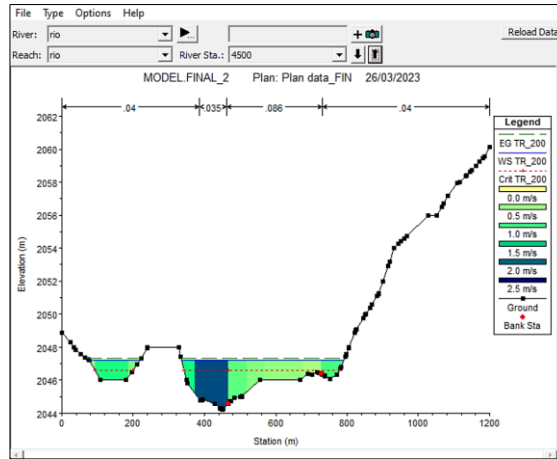 File Type Options Help
River: rio Reload Data
Reach: rio River Sta.: 4500
MODEL.FINAL_2 Plan: Plan data_FIN 26/03/2023
.04 .035 .086 .04
Legend
EG TR_200
WS TR_200
Crit TR_200
0.0 m/s
0.5 m/s
1.0 m/s
1.5 m/s
2.0 m/s
2.5 m/s
Ground
Bank Sta
Elevation (m)
2062
2060
2058
2056
2054
2052
2050
2048
2046
2044
0 200 400 600 800 1000 1200
Station (m)